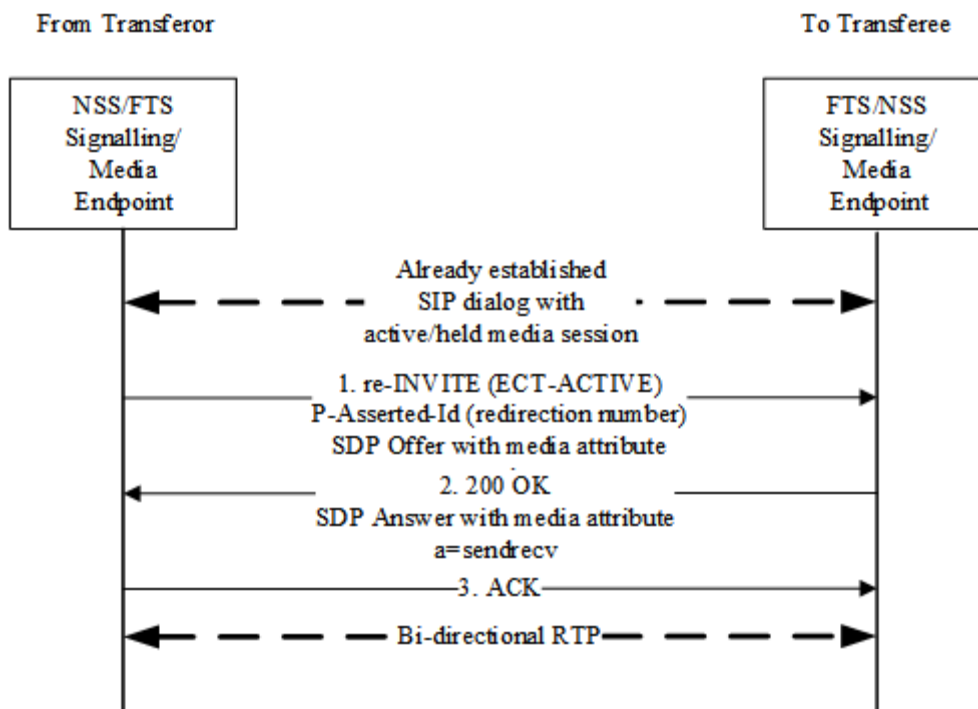 From Transferor
To Transferee
NSS/FTS
Signalling/
Media
Endpoint
FTS/NSS
Signalling/
Media
Endpoint
Already established
SIP dialog with
active/held media session
1. re-INVITE (ECT-ACTIVE)
P-Asserted-Id (redirection number)
SDP Offer with media attribute
2. 200 OK
SDP Answer with media attribute
a=sendrecv
3. ACK
Bi-directional RTP